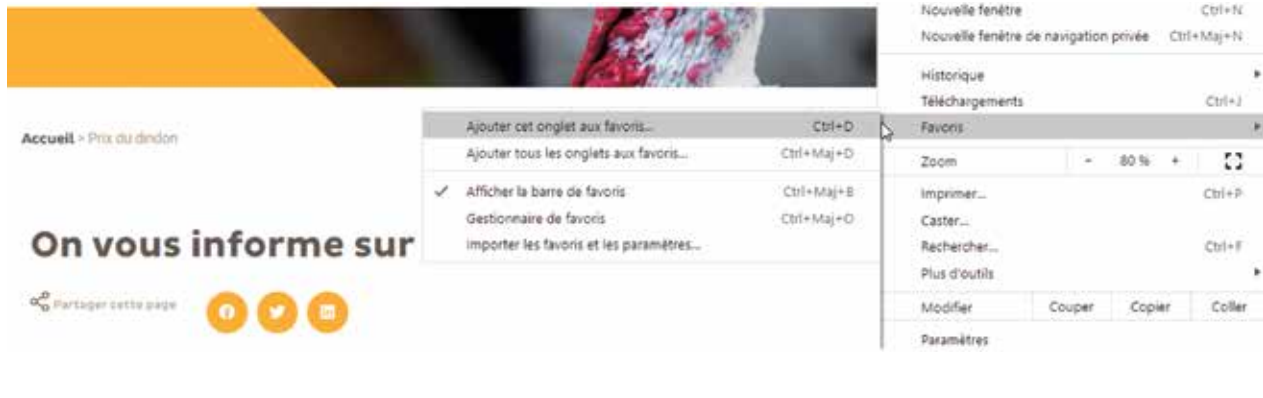 Nouvelle fenêtre Ctrl+N
Nouvelle fenêtre de navigation privée Ctrl+Maj+N
Historique
Téléchargements Ctrl+J
Favoris
Zoom - 80 % +
Imprimer... Ctrl+P
Caster...
Rechercher... Ctrl+F
Plus d'outils
Modifier Couper Copier Coller
Paramètres
Ajouter cet onglet aux favoris... Ctrl+D
Ajouter tous les onglets aux favoris... Ctrl+Maj+D
Afficher la barre de favoris Ctrl+Maj+B
Gestionnaire de favoris Ctrl+Maj+O
Importer les favoris et les paramètres...
Accueil > Prix du dindon
On vous informe sur
Partager cette page